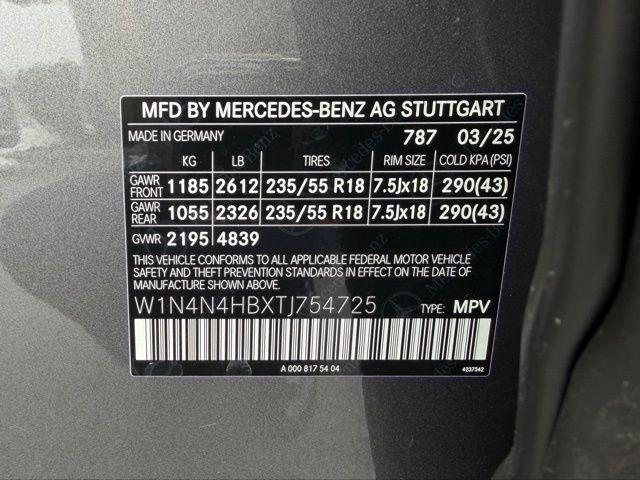 MFD BY MERCEDES-BENZ AG STUTTGART
MADE IN GERMANY 787 03/25
KG LB TIRES RIM SIZE COLD KPA (PSI)
GAWR FRONT 1185 2612 235/55 R18 7.5Jx18 290(43)
GAWR REAR 1055 2326 235/55 R18 7.5Jx18 290(43)
GVWR 2195 4839
THIS VEHICLE CONFORMS TO ALL APPLICABLE FEDERAL MOTOR VEHICLE
SAFETY AND THEFT PREVENTION STANDARDS IN EFFECT ON THE DATE
OF MANUFACTURE SHOWN ABOVE.
W1N4N4HBXTJ754725 TYPE: MPV
A 000 817 54 04 4237542